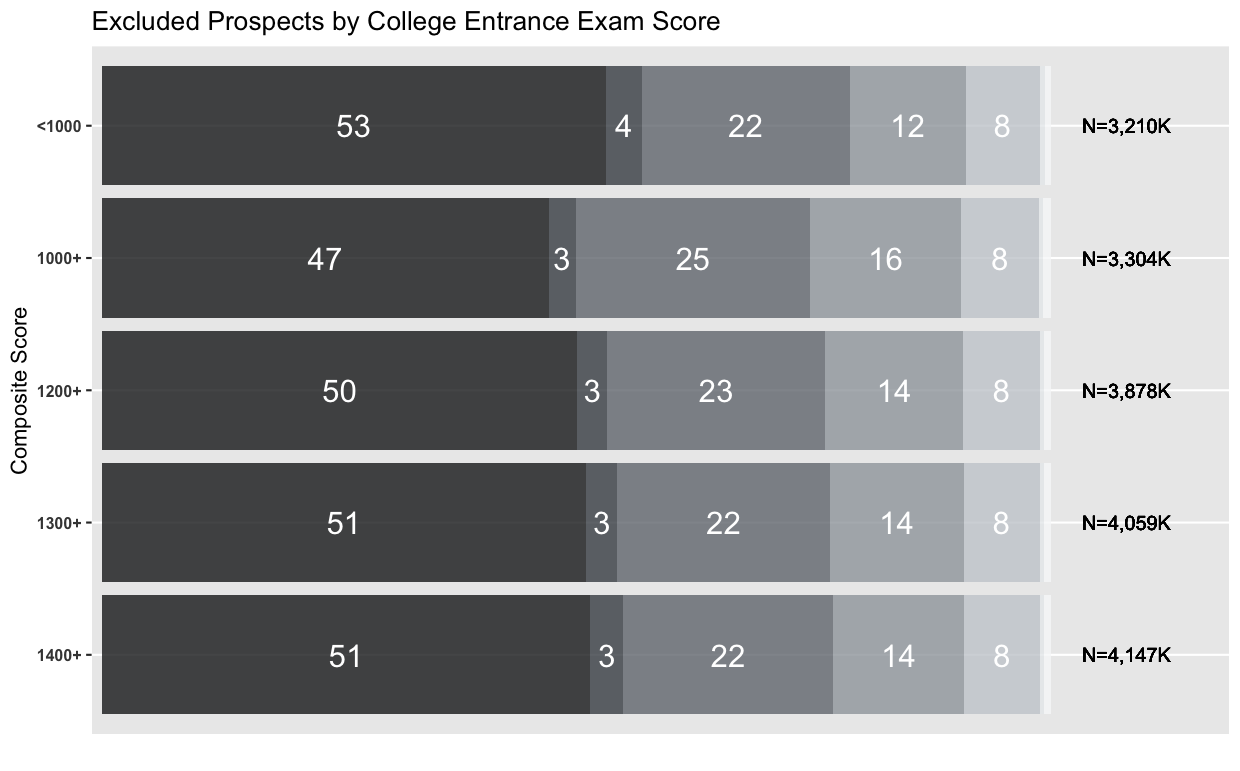 Excluded Prospects by College Entrance Exam Score
Composite Score
<1000 53 4 22 12 8 N=3,210K
1000+ 47 3 25 16 8 N=3,304K
1200+ 50 3 23 14 8 N=3,878K
1300+ 51 3 22 14 8 N=4,059K
1400+ 51 3 22 14 8 N=4,147K